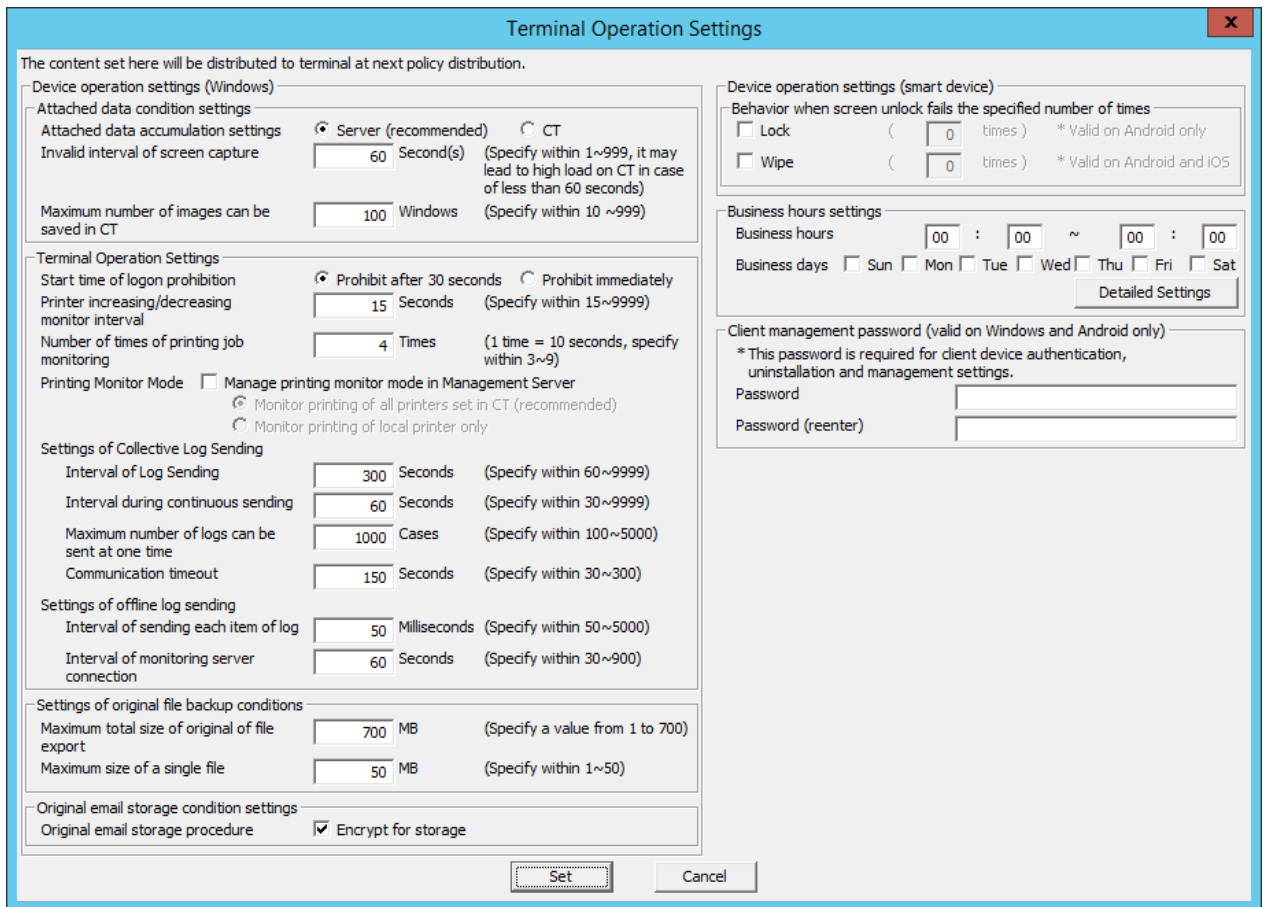 Terminal Operation Settings
x
The content set here will be distributed to terminal at next policy distribution.
Device operation settings (Windows)
Attached data condition settings
Attached data accumulation settings Server (recommended) CT
Invalid interval of screen capture 60 Second(s) (Specify within 1~999, it may
lead to high load on CT in case
of less than 60 seconds)
Maximum number of images can be 100 Windows (Specify within 10 ~999)
saved in CT
Terminal Operation Settings
Start time of logon prohibition Prohibit after 30 seconds Prohibit immediately
Printer increasing/decreasing 15 Seconds (Specify within 15~9999)
monitor interval
Number of times of printing job 4 Times (1 time = 10 seconds, specify
monitoring within 3~9)
Printing Monitor Mode Manage printing monitor mode in Management Server
Monitor printing of all printers set in CT (recommended)
Monitor printing of local printer only
Settings of Collective Log Sending
Interval of Log Sending 300 Seconds (Specify within 60~9999)
Interval during continuous sending 60 Seconds (Specify within 30~9999)
Maximum number of logs can be 1000 Cases (Specify within 100~5000)
sent at one time
Communication timeout 150 Seconds (Specify within 30~300)
Settings of offline log sending
Interval of sending each item of log 50 Milliseconds (Specify within 50~5000)
Interval of monitoring server 60 Seconds (Specify within 30~900)
connection
Settings of original file backup conditions
Maximum total size of original of file 700 MB (Specify a value from 1 to 700)
export
Maximum size of a single file 50 MB (Specify within 1~50)
Original email storage condition settings
Original email storage procedure Encrypt for storage
Device operation settings (smart device)
Behavior when screen unlock fails the specified number of times
Lock ( 0 times ) * Valid on Android only
Wipe ( 0 times ) * Valid on Android and iOS
Business hours settings
Business hours 00 : 00 ~ 00 : 00
Business days Sun Mon Tue Wed Thu Fri Sat
Detailed Settings
Client management password (valid on Windows and Android only)
* This password is required for client device authentication,
uninstallation and management settings.
Password
Password (reenter)
Set Cancel